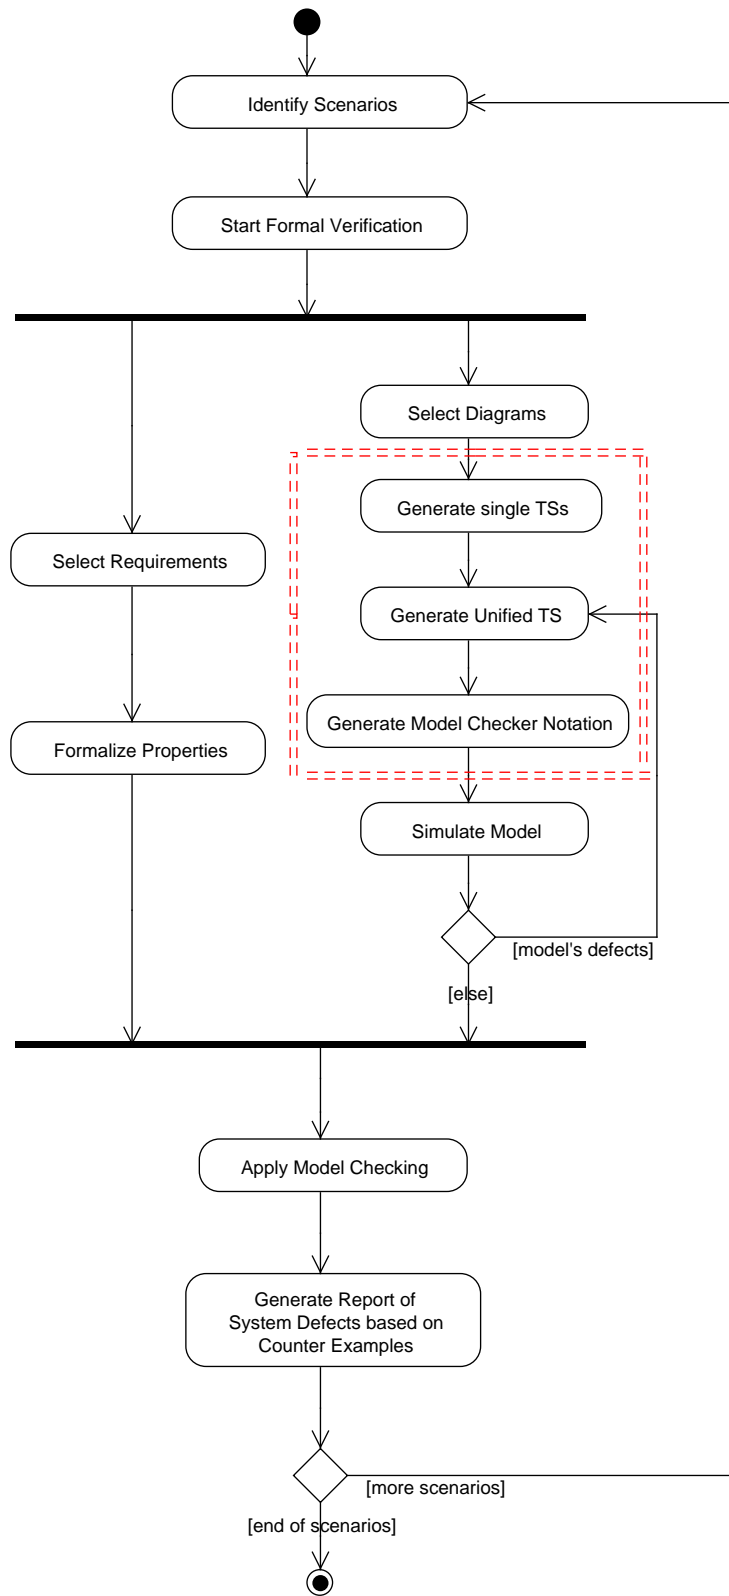 Identify Scenarios
Start Formal Verification
Select Diagrams
Generate single TSs
Select Requirements
Generate Unified TS
Generate Model Checker Notation
Formalize Properties
Simulate Model
[model's defects]
[else]
Apply Model Checking
Generate Report of
System Defects based on
Counter Examples
[more scenarios]
[end of scenarios]